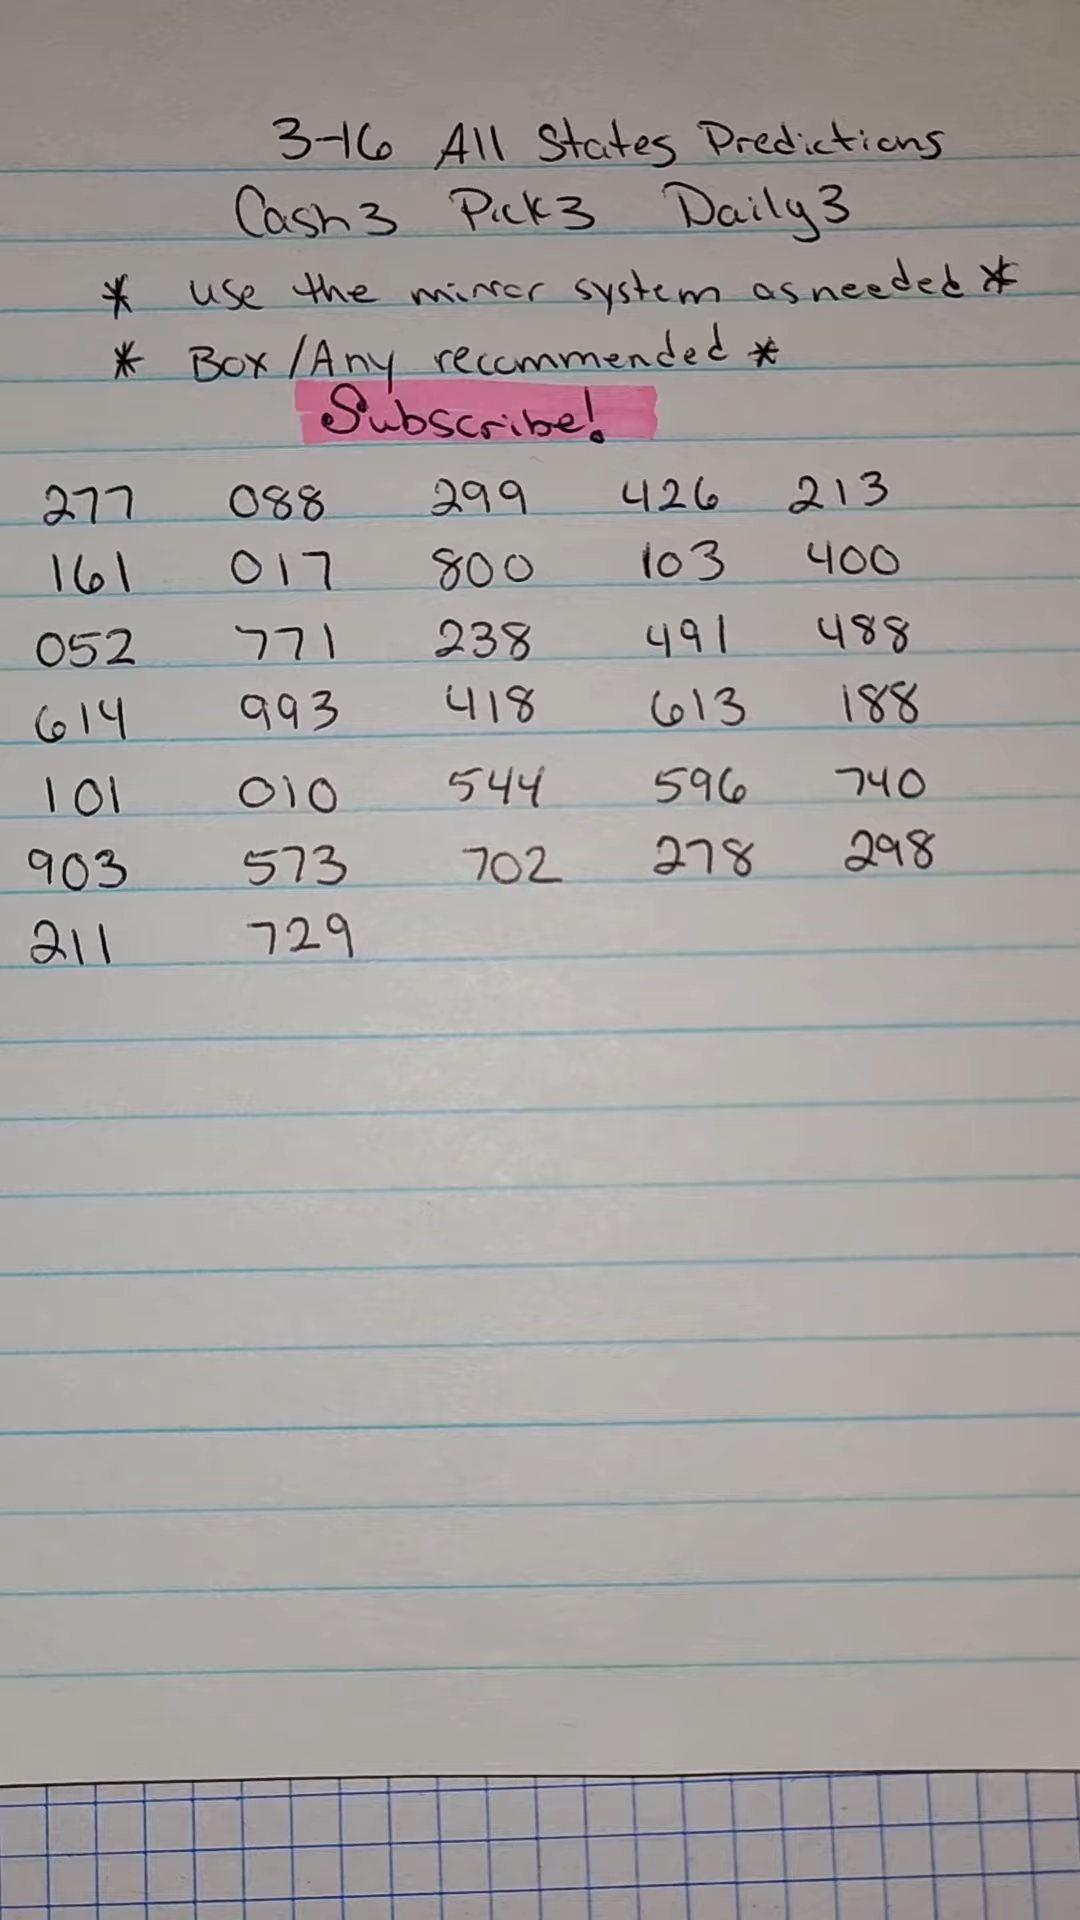 3-16 All States Predictions
Cash3 Pick3 Daily3
* use the mirror system as needed *
* Box/Any recommended *
Subscribe!
277 088 299 426 213
161 017 800 103 400
052 771 238 491 488
614 993 418 613 188
101 010 544 596 740
903 573 702 278 298
211 729